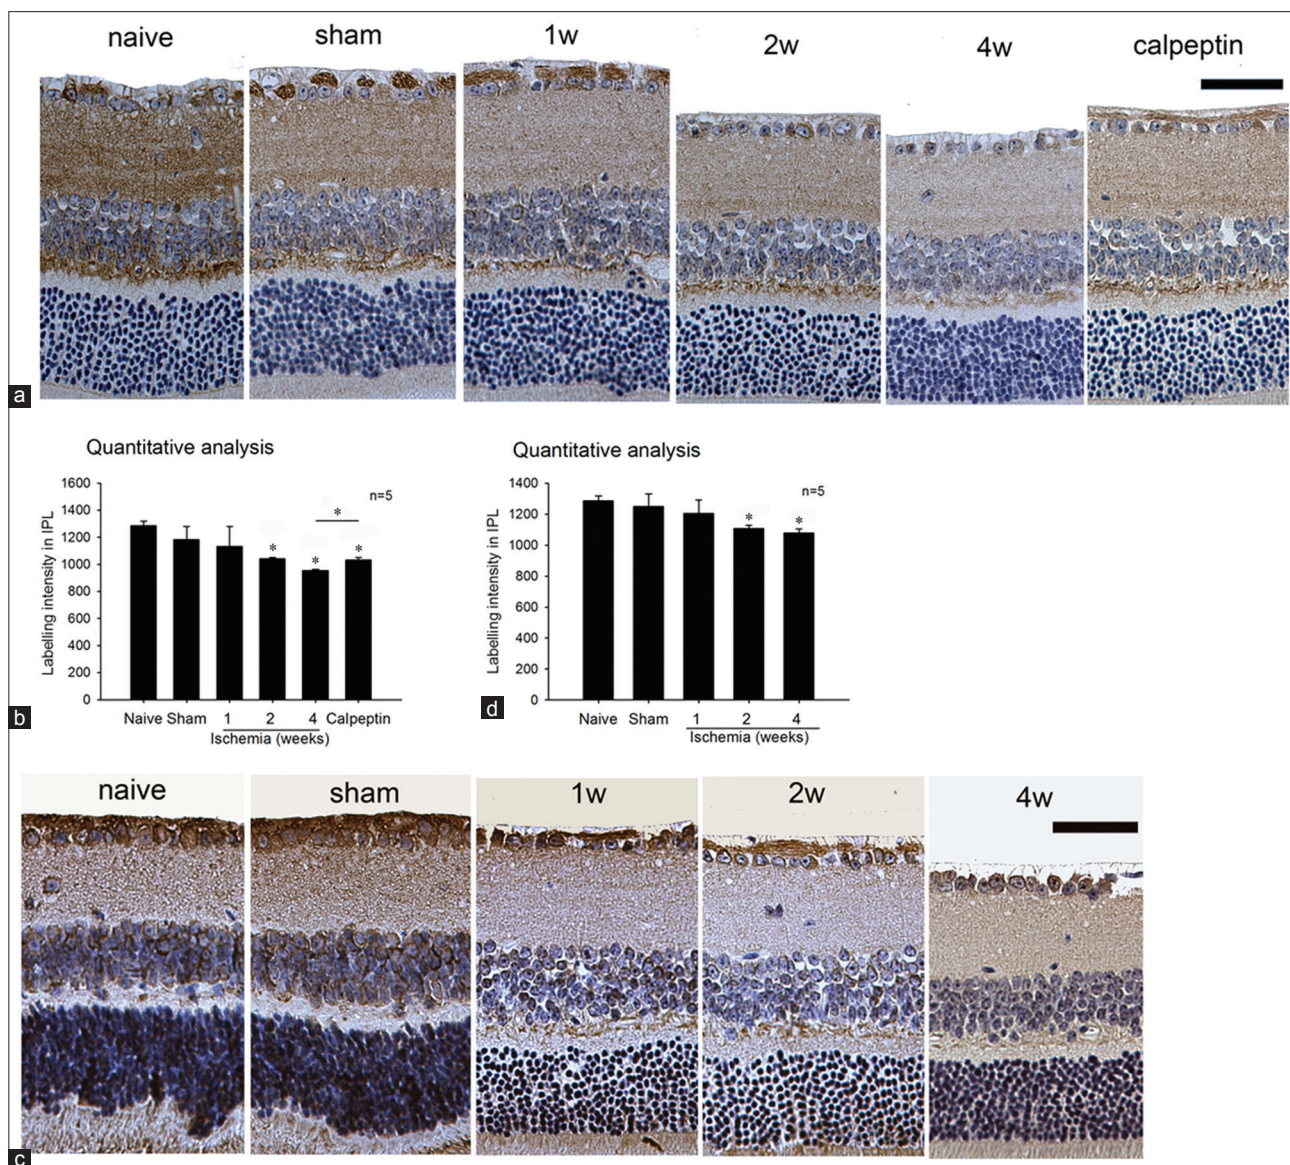 naive sham 1w 2w 4w calpeptin
a
Quantitative analysis
n=5
Labelling intensity in IPL
1600
1400
1200
1000
800
600
400
200
0
*
* * *
Naive Sham 1 2 4 Calpeptin
Ischemia (weeks)
b
Quantitative analysis
n=5
Labelling intensity in IPL
1400
1200
1000
800
600
400
200
0
* *
Naive Sham 1 2 4
Ischemia (weeks)
d
naive sham 1w 2w 4w
c